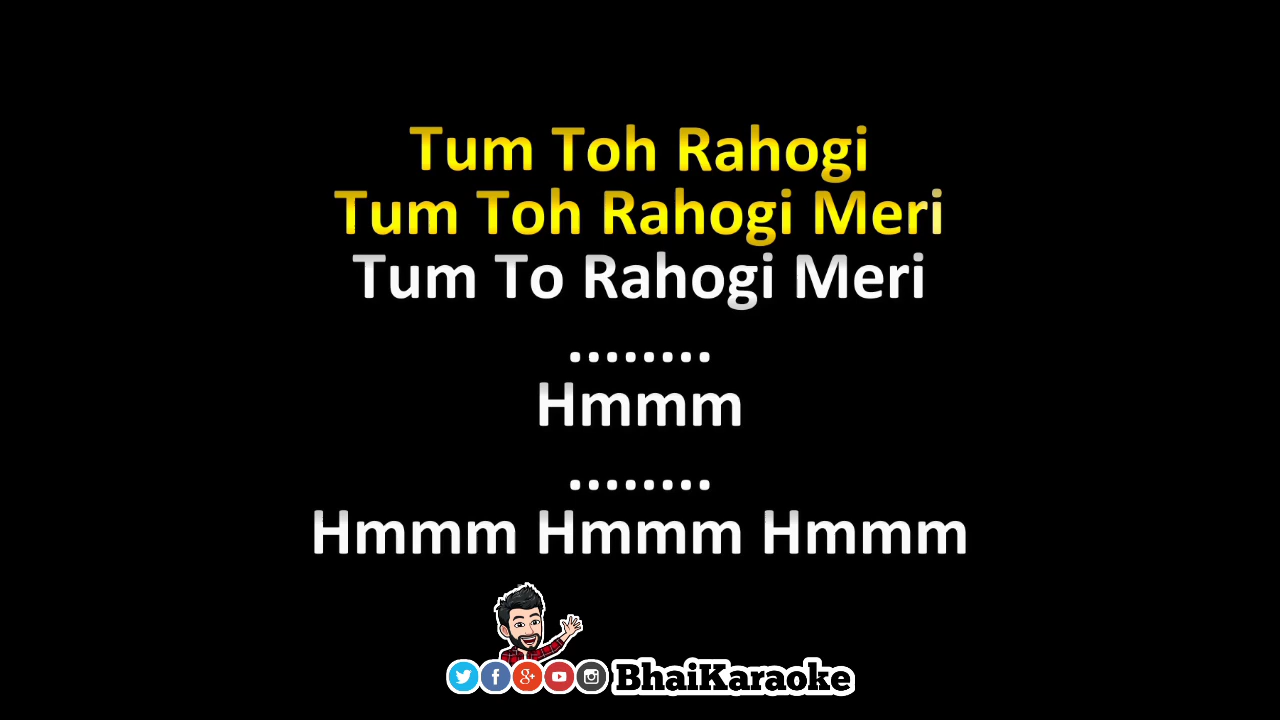 Tum Toh Rahogi
Tum Toh Rahogi Meri
Tum To Rahogi Meri
........
Hmmm
........
Hmmm Hmmm Hmmm
BhaiKaraoke